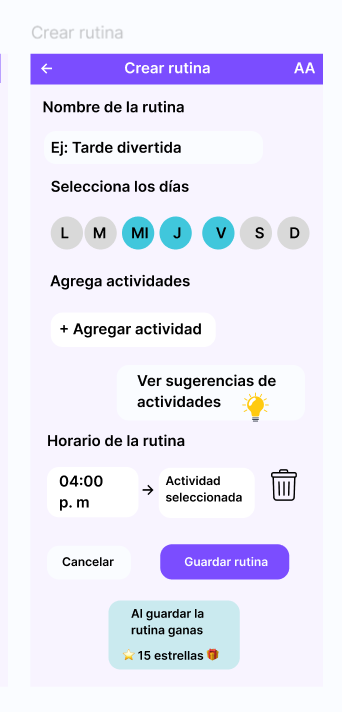 Crear rutina
← Crear rutina AA
Nombre de la rutina
Ej: Tarde divertida
Selecciona los días
L M MI J V S D
Agrega actividades
+ Agregar actividad
Ver sugerencias de
actividades
Horario de la rutina
04:00
p. m
→
Actividad
seleccionada
Cancelar
Guardar rutina
Al guardar la
rutina ganas
⭐ 15 estrellas 🎁